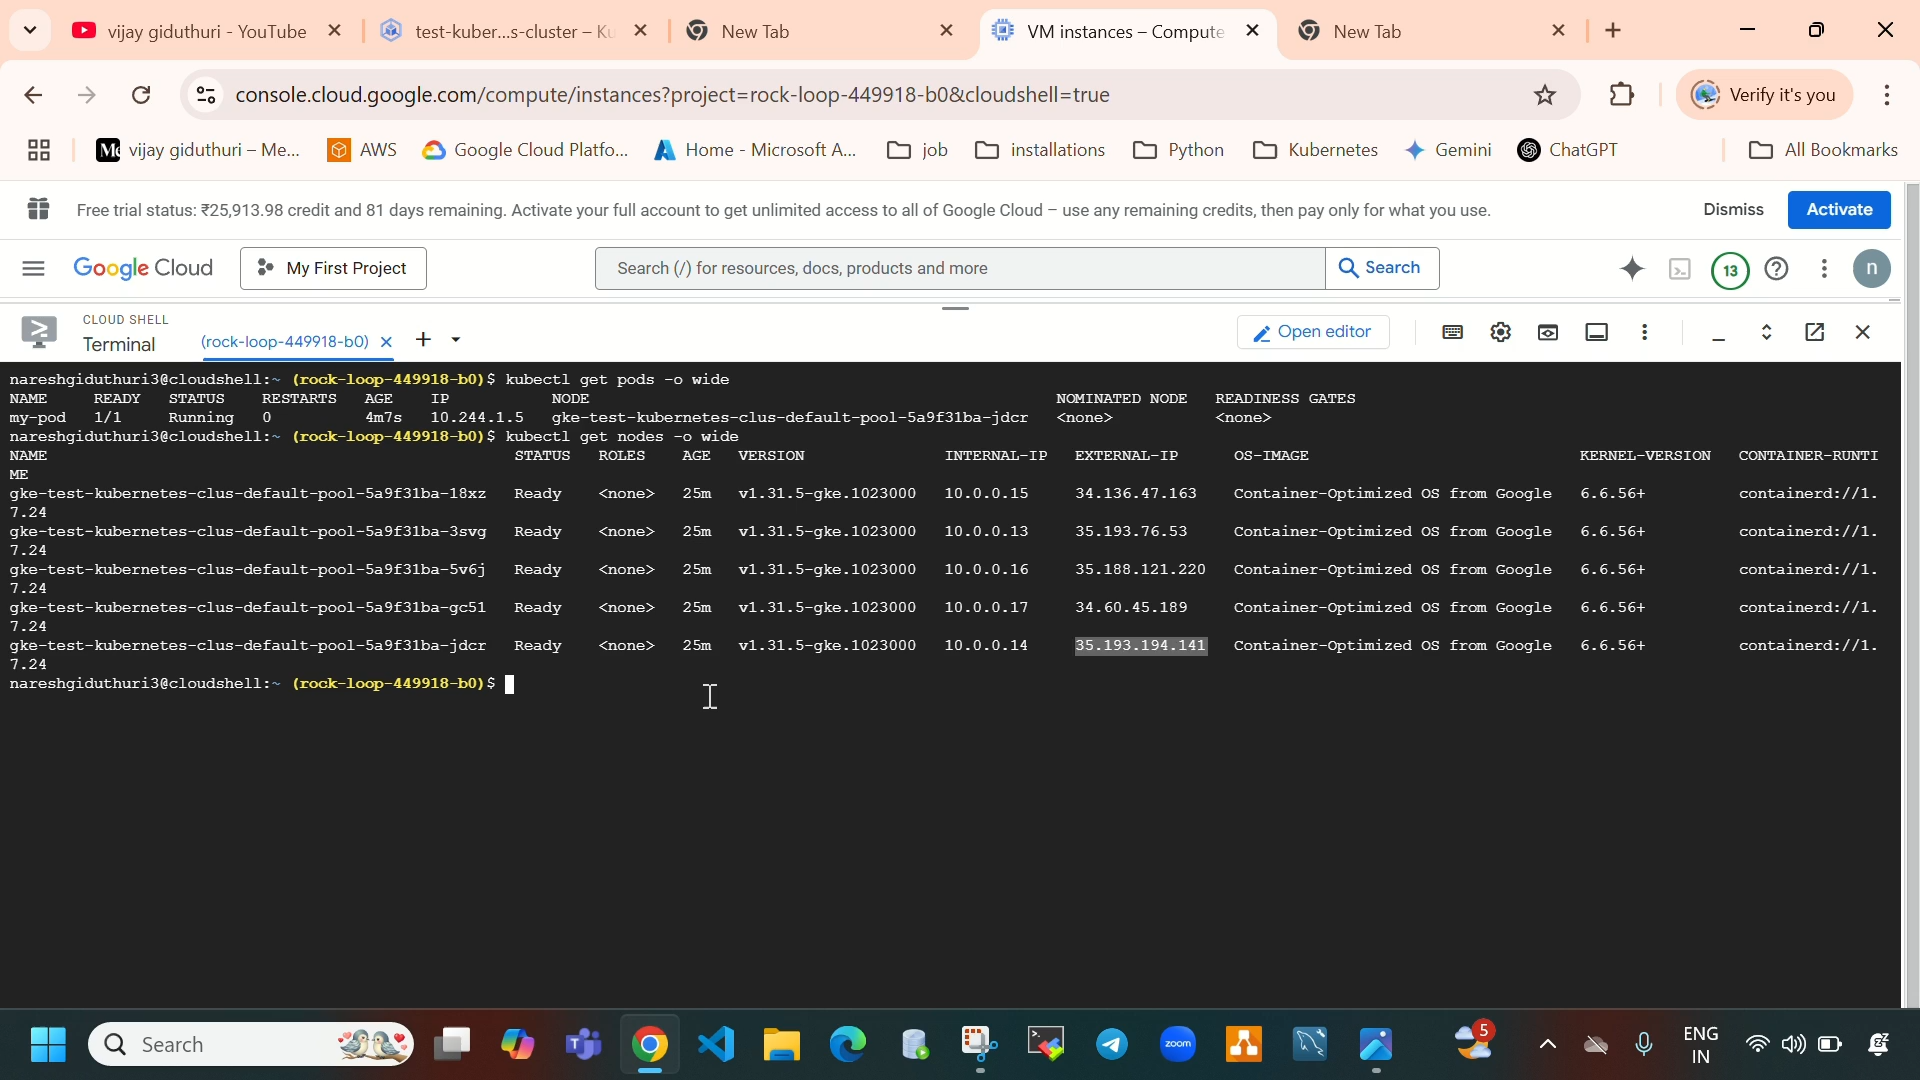 vijay giduthuri - YouTube
test-kuber...s-cluster – Ku
New Tab
VM instances – Compute
New Tab
console.cloud.google.com/compute/instances?project=rock-loop-449918-b0&cloudshell=true
Verify it's you
Me vijay giduthuri – Me...
AWS
Google Cloud Platfo...
Home - Microsoft A...
job
installations
Python
Kubernetes
Gemini
ChatGPT
All Bookmarks
Free trial status: ₹25,913.98 credit and 81 days remaining. Activate your full account to get unlimited access to all of Google Cloud – use any remaining credits, then pay only for what you use.
Dismiss
Activate
Google Cloud
My First Project
Search (/) for resources, docs, products and more
Search
13
n
CLOUD SHELL
Terminal
(rock-loop-449918-b0)
Open editor
nareshgiduthuri3@cloudshell:~ (rock-loop-449918-b0)$ kubectl get pods -o wide
NAME READY STATUS RESTARTS AGE IP NODE NOMINATED NODE READINESS GATES
my-pod 1/1 Running 0 4m7s 10.244.1.5 gke-test-kubernetes-clus-default-pool-5a9f31ba-jdcr <none> <none>
nareshgiduthuri3@cloudshell:~ (rock-loop-449918-b0)$ kubectl get nodes -o wide
NAME STATUS ROLES AGE VERSION INTERNAL-IP EXTERNAL-IP OS-IMAGE KERNEL-VERSION CONTAINER-RUNTI
ME
gke-test-kubernetes-clus-default-pool-5a9f31ba-18xz Ready <none> 25m v1.31.5-gke.1023000 10.0.0.15 34.136.47.163 Container-Optimized OS from Google 6.6.56+ containerd://1.
7.24
gke-test-kubernetes-clus-default-pool-5a9f31ba-3svg Ready <none> 25m v1.31.5-gke.1023000 10.0.0.13 35.193.76.53 Container-Optimized OS from Google 6.6.56+ containerd://1.
7.24
gke-test-kubernetes-clus-default-pool-5a9f31ba-5v6j Ready <none> 25m v1.31.5-gke.1023000 10.0.0.16 35.188.121.220 Container-Optimized OS from Google 6.6.56+ containerd://1.
7.24
gke-test-kubernetes-clus-default-pool-5a9f31ba-gc51 Ready <none> 25m v1.31.5-gke.1023000 10.0.0.17 34.60.45.189 Container-Optimized OS from Google 6.6.56+ containerd://1.
7.24
gke-test-kubernetes-clus-default-pool-5a9f31ba-jdcr Ready <none> 25m v1.31.5-gke.1023000 10.0.0.14 35.193.194.141 Container-Optimized OS from Google 6.6.56+ containerd://1.
7.24
nareshgiduthuri3@cloudshell:~ (rock-loop-449918-b0)$
Search
zoom
5
ENG
IN